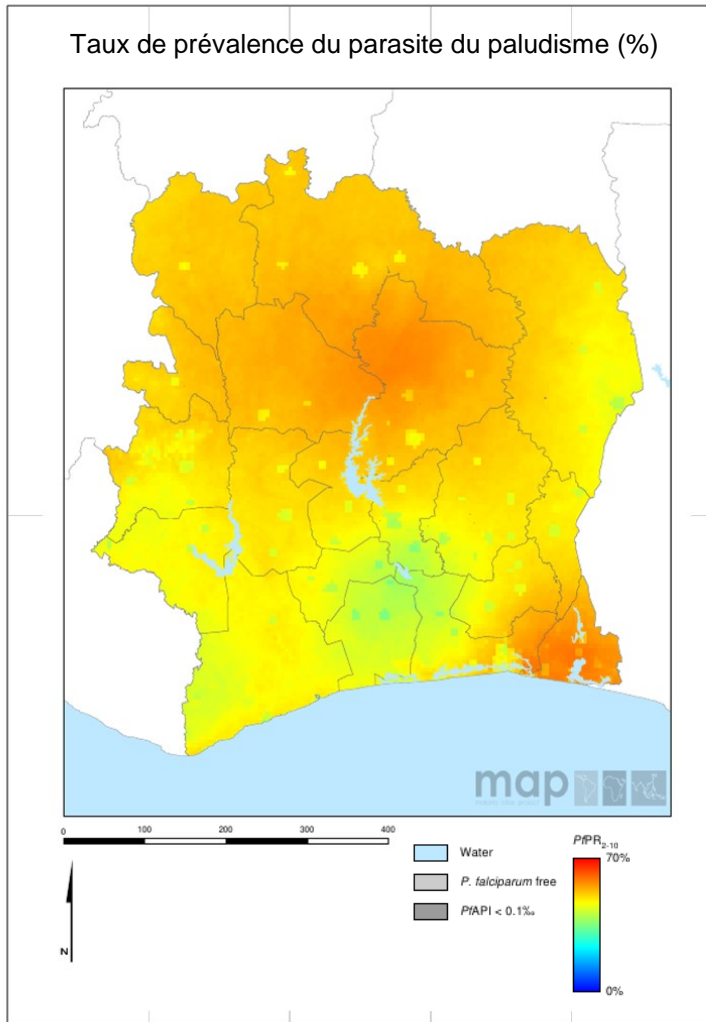 Taux de prévalence du parasite du paludisme (%)
map
0 100 200 300 400
N
Water
P. falciparum free
PfAPI < 0.1‰
PfPR2-10
70%
0%